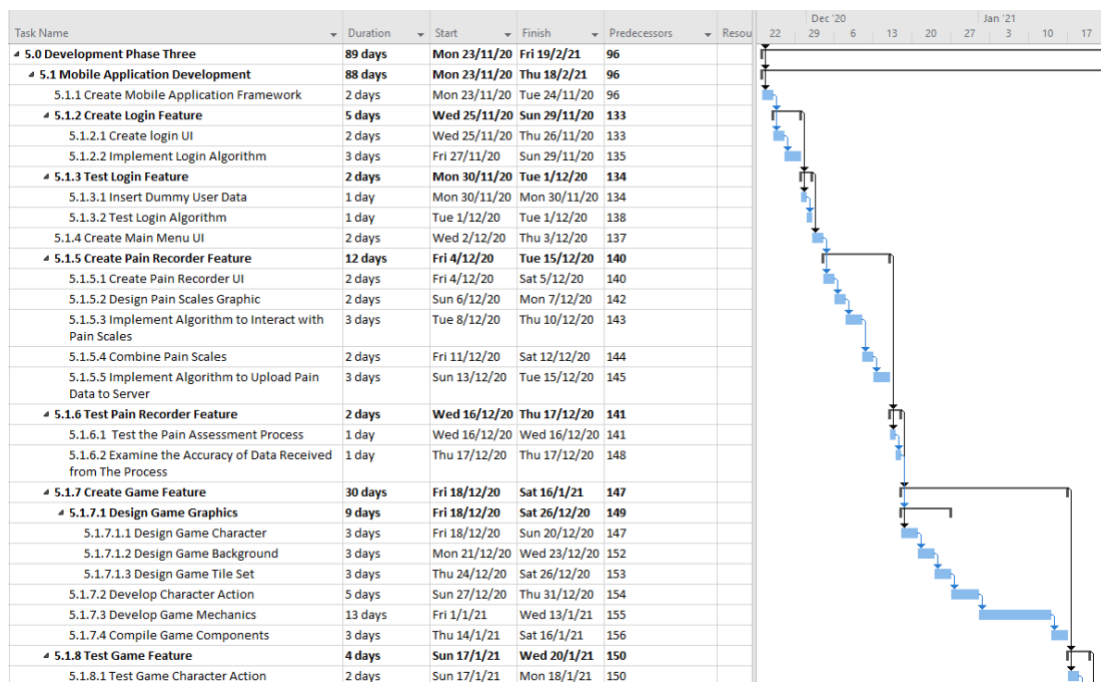 Dec '20 Jan '21
Task Name Duration Start Finish Predecessors Resou 22 29 6 13 20 27 3 10 17
5.0 Development Phase Three 89 days Mon 23/11/20 Fri 19/2/21 96
5.1 Mobile Application Development 88 days Mon 23/11/20 Thu 18/2/21 96
5.1.1 Create Mobile Application Framework 2 days Mon 23/11/20 Tue 24/11/20 96
5.1.2 Create Login Feature 5 days Wed 25/11/20 Sun 29/11/20 133
5.1.2.1 Create login UI 2 days Wed 25/11/20 Thu 26/11/20 133
5.1.2.2 Implement Login Algorithm 3 days Fri 27/11/20 Sun 29/11/20 135
5.1.3 Test Login Feature 2 days Mon 30/11/20 Tue 1/12/20 134
5.1.3.1 Insert Dummy User Data 1 day Mon 30/11/20 Mon 30/11/20 134
5.1.3.2 Test Login Algorithm 1 day Tue 1/12/20 Tue 1/12/20 138
5.1.4 Create Main Menu UI 2 days Wed 2/12/20 Thu 3/12/20 137
5.1.5 Create Pain Recorder Feature 12 days Fri 4/12/20 Tue 15/12/20 140
5.1.5.1 Create Pain Recorder UI 2 days Fri 4/12/20 Sat 5/12/20 140
5.1.5.2 Design Pain Scales Graphic 2 days Sun 6/12/20 Mon 7/12/20 142
5.1.5.3 Implement Algorithm to Interact with 3 days Tue 8/12/20 Thu 10/12/20 143
Pain Scales
5.1.5.4 Combine Pain Scales 2 days Fri 11/12/20 Sat 12/12/20 144
5.1.5.5 Implement Algorithm to Upload Pain 3 days Sun 13/12/20 Tue 15/12/20 145
Data to Server
5.1.6 Test Pain Recorder Feature 2 days Wed 16/12/20 Thu 17/12/20 141
5.1.6.1 Test the Pain Assessment Process 1 day Wed 16/12/20 Wed 16/12/20 141
5.1.6.2 Examine the Accuracy of Data Received 1 day Thu 17/12/20 Thu 17/12/20 148
from The Process
5.1.7 Create Game Feature 30 days Fri 18/12/20 Sat 16/1/21 147
5.1.7.1 Design Game Graphics 9 days Fri 18/12/20 Sat 26/12/20 149
5.1.7.1.1 Design Game Character 3 days Fri 18/12/20 Sun 20/12/20 147
5.1.7.1.2 Design Game Background 3 days Mon 21/12/20 Wed 23/12/20 152
5.1.7.1.3 Design Game Tile Set 3 days Thu 24/12/20 Sat 26/12/20 153
5.1.7.2 Develop Character Action 5 days Sun 27/12/20 Thu 31/12/20 154
5.1.7.3 Develop Game Mechanics 13 days Fri 1/1/21 Wed 13/1/21 155
5.1.7.4 Compile Game Components 3 days Thu 14/1/21 Sat 16/1/21 156
5.1.8 Test Game Feature 4 days Sun 17/1/21 Wed 20/1/21 150
5.1.8.1 Test Game Character Action 2 days Sun 17/1/21 Mon 18/1/21 150